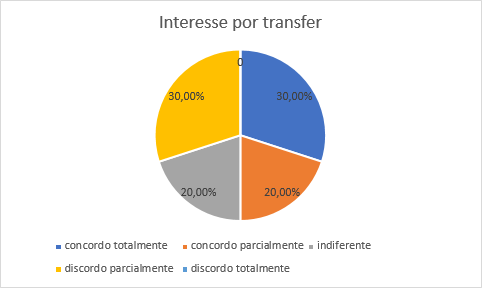 Interesse por transfer
0
30,00%
30,00%
20,00%
20,00%
concordo totalmente concordo parcialmente indiferente
discordo parcialmente discordo totalmente